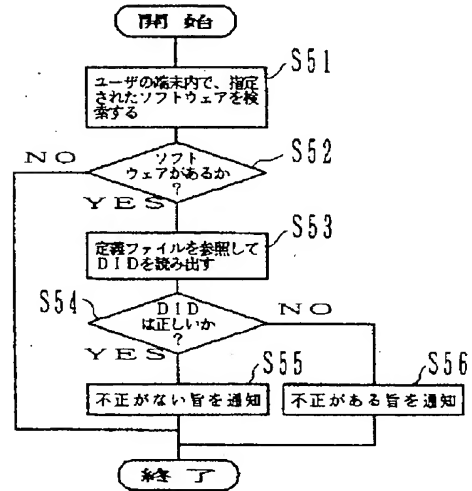 開始
S51
ユーザの端末内で、指定
されたソフトウェアを検
索する
S52
ソフト
ウェアがあるか
?
NO
YES
S53
定義ファイルを参照して
DIDを読み出す
S54
DID
は正しいか
?
NO
YES
S55
不正がない旨を通知
S56
不正がある旨を通知
終了